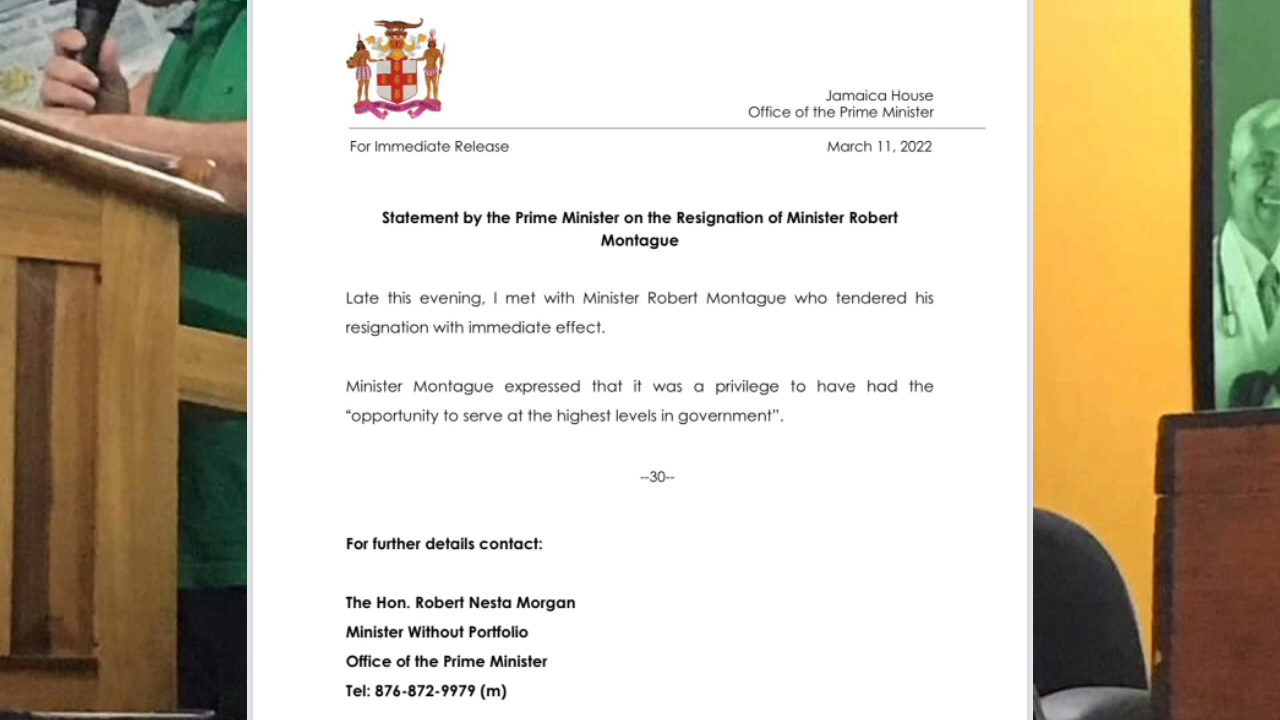 Jamaica House
Office of the Prime Minister
For Immediate Release March 11, 2022
Statement by the Prime Minister on the Resignation of Minister Robert
Montague
Late this evening, I met with Minister Robert Montague who tendered his
resignation with immediate effect.
Minister Montague expressed that it was a privilege to have had the
“opportunity to serve at the highest levels in government”.
--30--
For further details contact:
The Hon. Robert Nesta Morgan
Minister Without Portfolio
Office of the Prime Minister
Tel: 876-872-9979 (m)